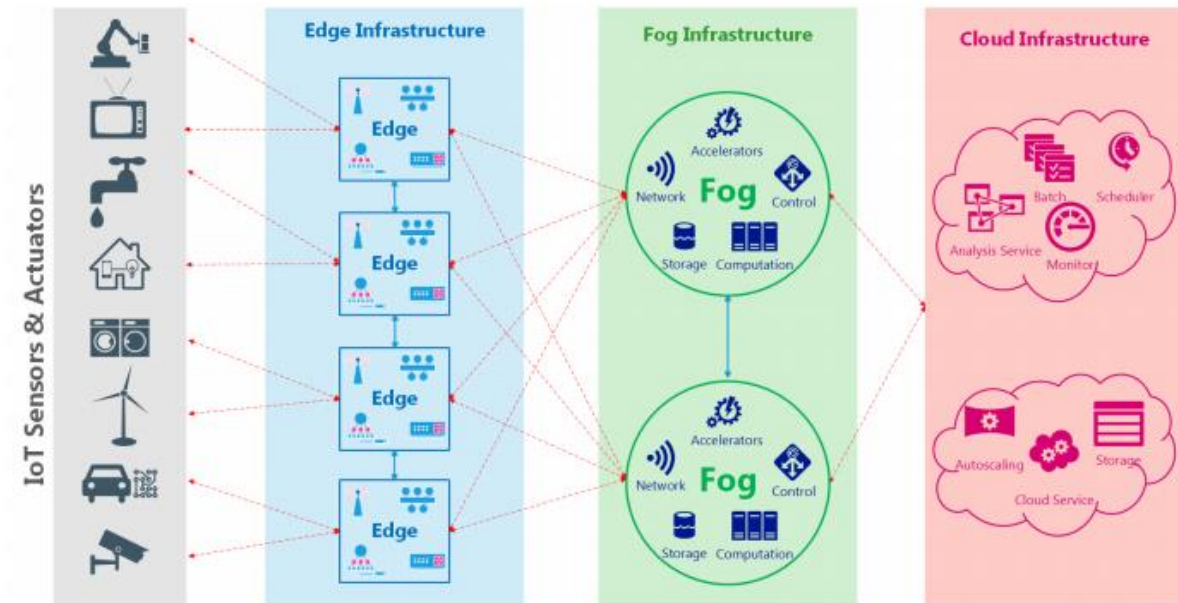 IoT Sensors & Actuators
Edge Infrastructure
Edge
Edge
Edge
Edge
Fog Infrastructure
Accelerators
Network
Fog
Control
Storage
Computation
Accelerators
Network
Fog
Control
Storage
Computation
Cloud Infrastructure
Batch
Scheduler
Analysis Service
Monitor
Autoscaling
Storage
Cloud Service